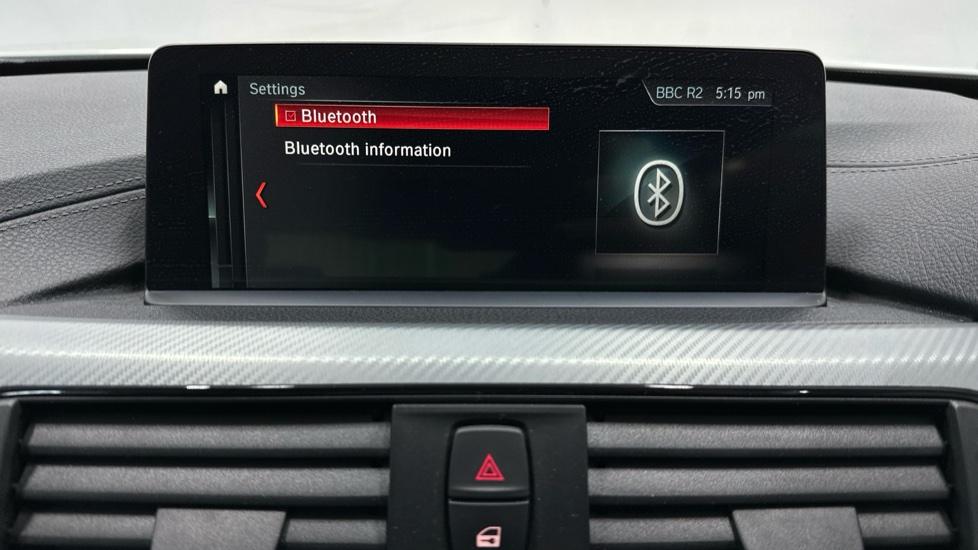 Settings
BBC R2 5:15 pm
Bluetooth
Bluetooth information